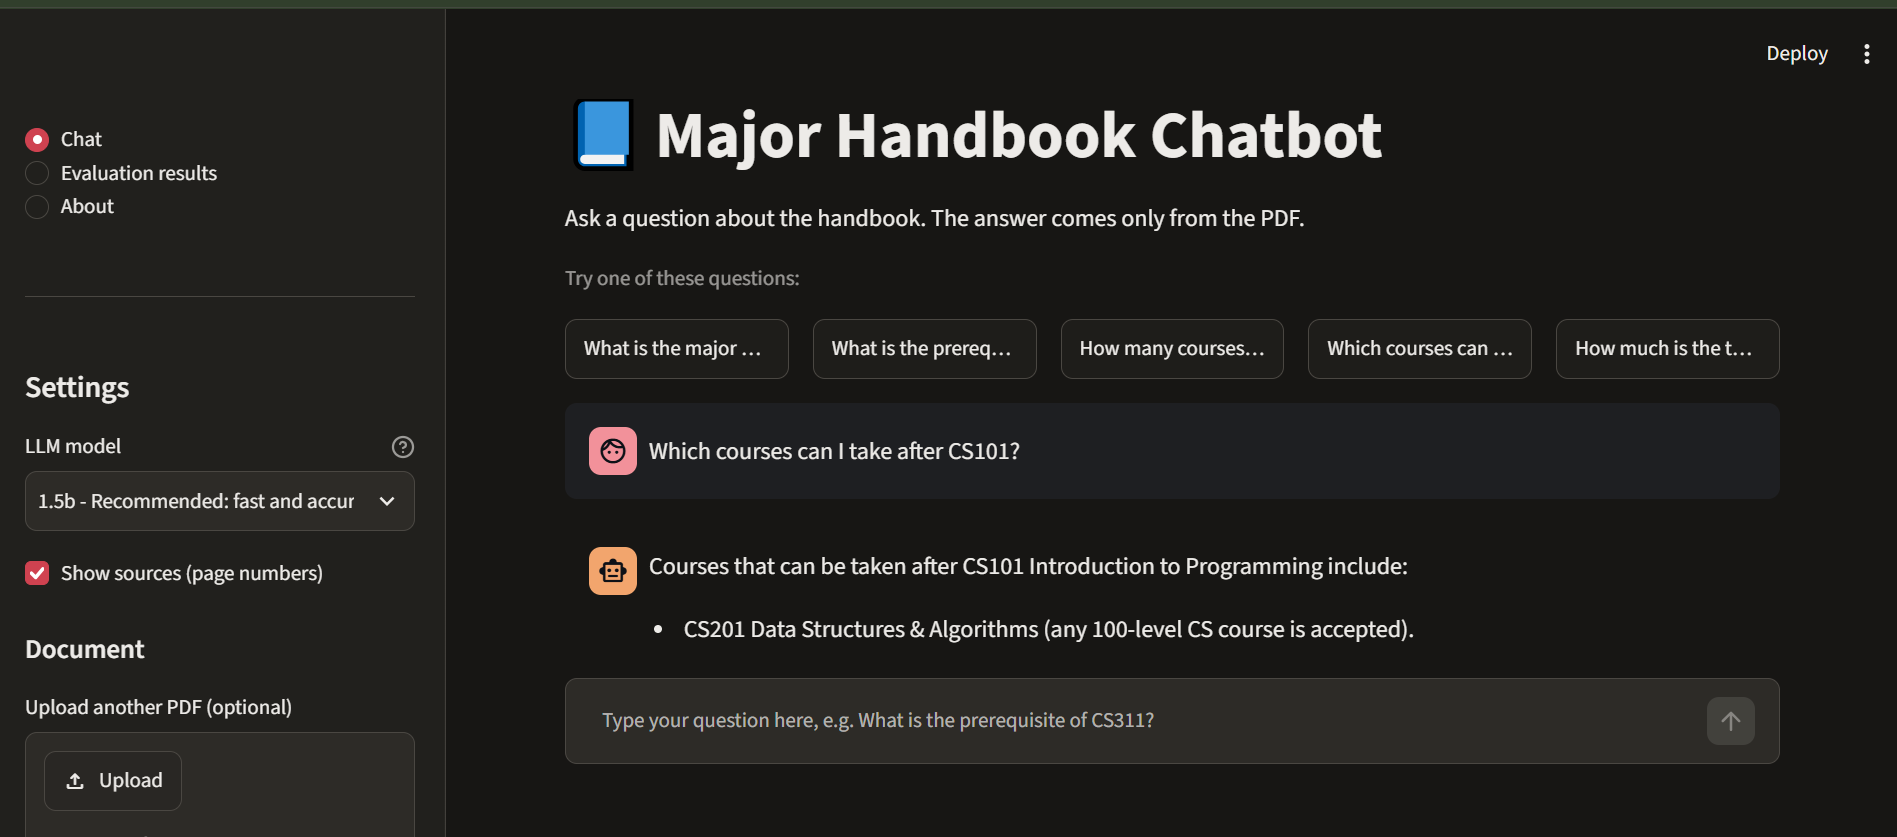 Chat
Evaluation results
About
Settings
LLM model
1.5b - Recommended: fast and accur
Show sources (page numbers)
Document
Upload another PDF (optional)
Upload
Deploy
Major Handbook Chatbot
Ask a question about the handbook. The answer comes only from the PDF.
Try one of these questions:
What is the major ...
What is the prereq...
How many courses...
Which courses can ...
How much is the t...
Which courses can I take after CS101?
Courses that can be taken after CS101 Introduction to Programming include:
• CS201 Data Structures & Algorithms (any 100-level CS course is accepted).
Type your question here, e.g. What is the prerequisite of CS311?